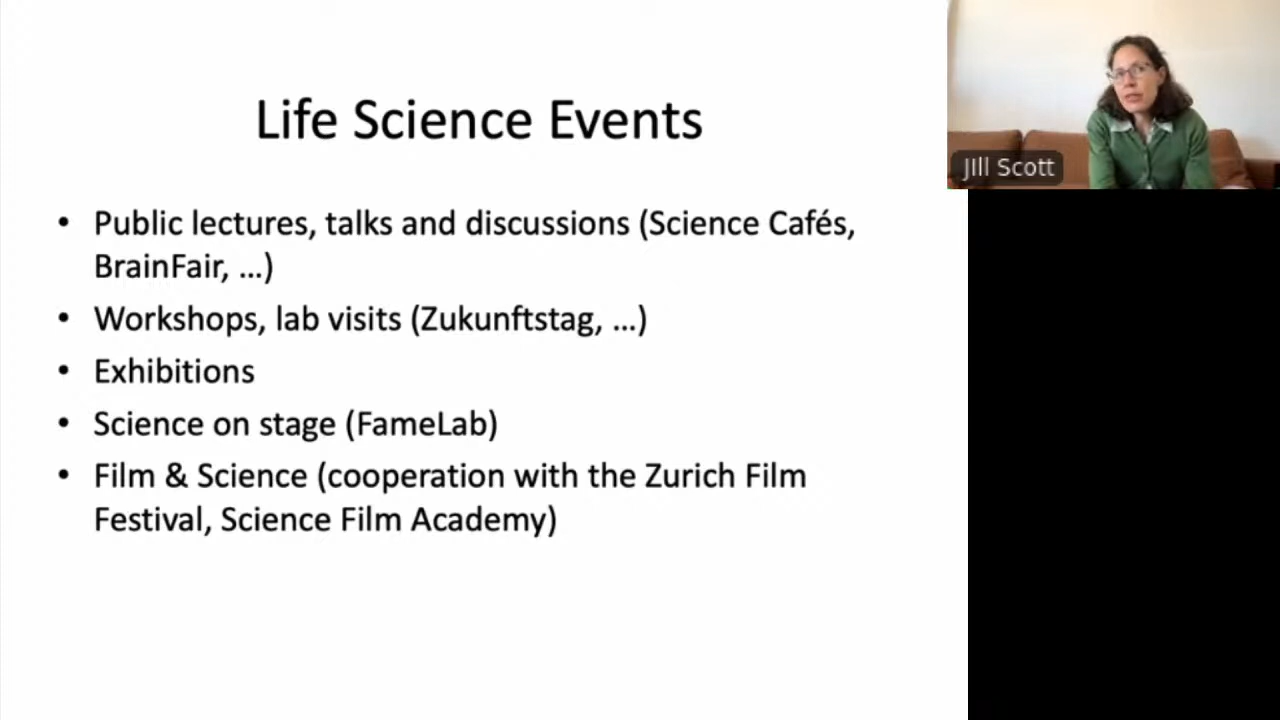 Life Science Events
• Public lectures, talks and discussions (Science Cafés,
BrainFair, ...)
• Workshops, lab visits (Zukunftstag, ...)
• Exhibitions
• Science on stage (FameLab)
• Film & Science (cooperation with the Zurich Film
Festival, Science Film Academy)
JIll Scott